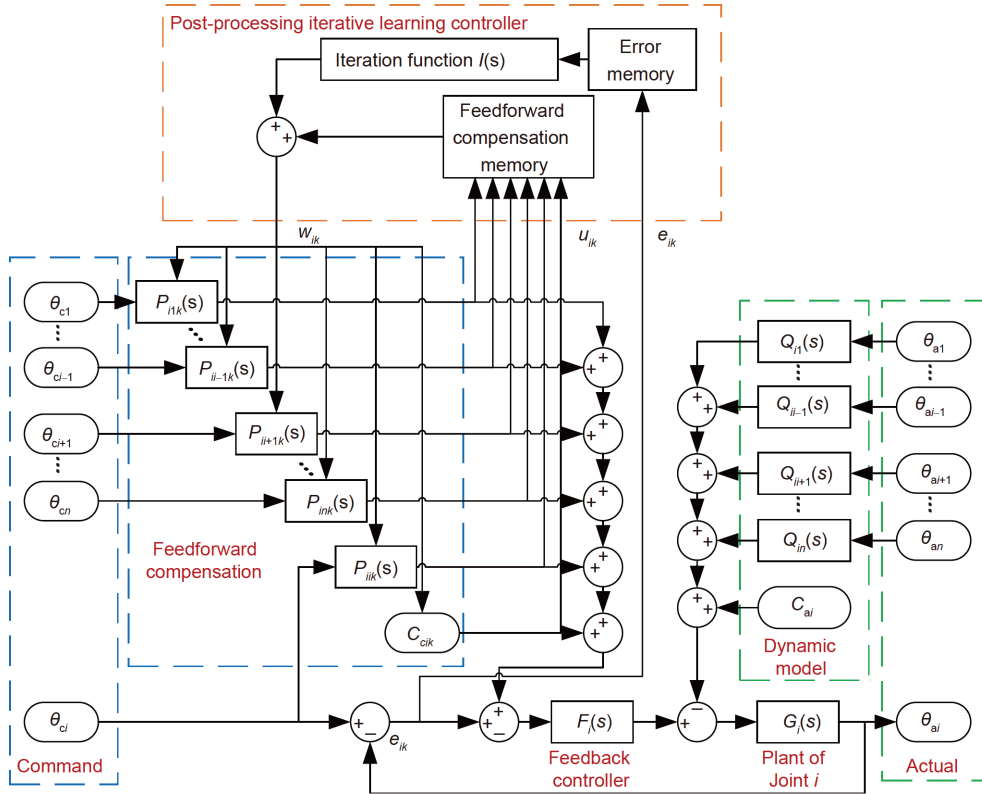 Post-processing iterative learning controller
Iteration function I(s)
Error
memory
Feedforward
compensation
memory
+
+
w_ik
u_ik
e_ik
θ_c1
θ_ci−1
θ_ci+1
θ_cn
P_i1k(s)
P_ii−1k(s)
P_ii+1k(s)
P_ink(s)
P_iik(s)
C_cik
Feedforward
compensation
+
+
+
+
+
+
+
+
+
+
Q_i1(s)
Q_ii−1(s)
Q_ii+1(s)
Q_in(s)
C_ai
+
+
+
+
+
+
+
+
Dynamic
model
θ_a1
θ_ai−1
θ_ai+1
θ_an
θ_ci
Command
+
−
e_ik
+
−
F_i(s)
Feedback
controller
−
+
G_i(s)
Plant of
Joint i
θ_ai
Actual